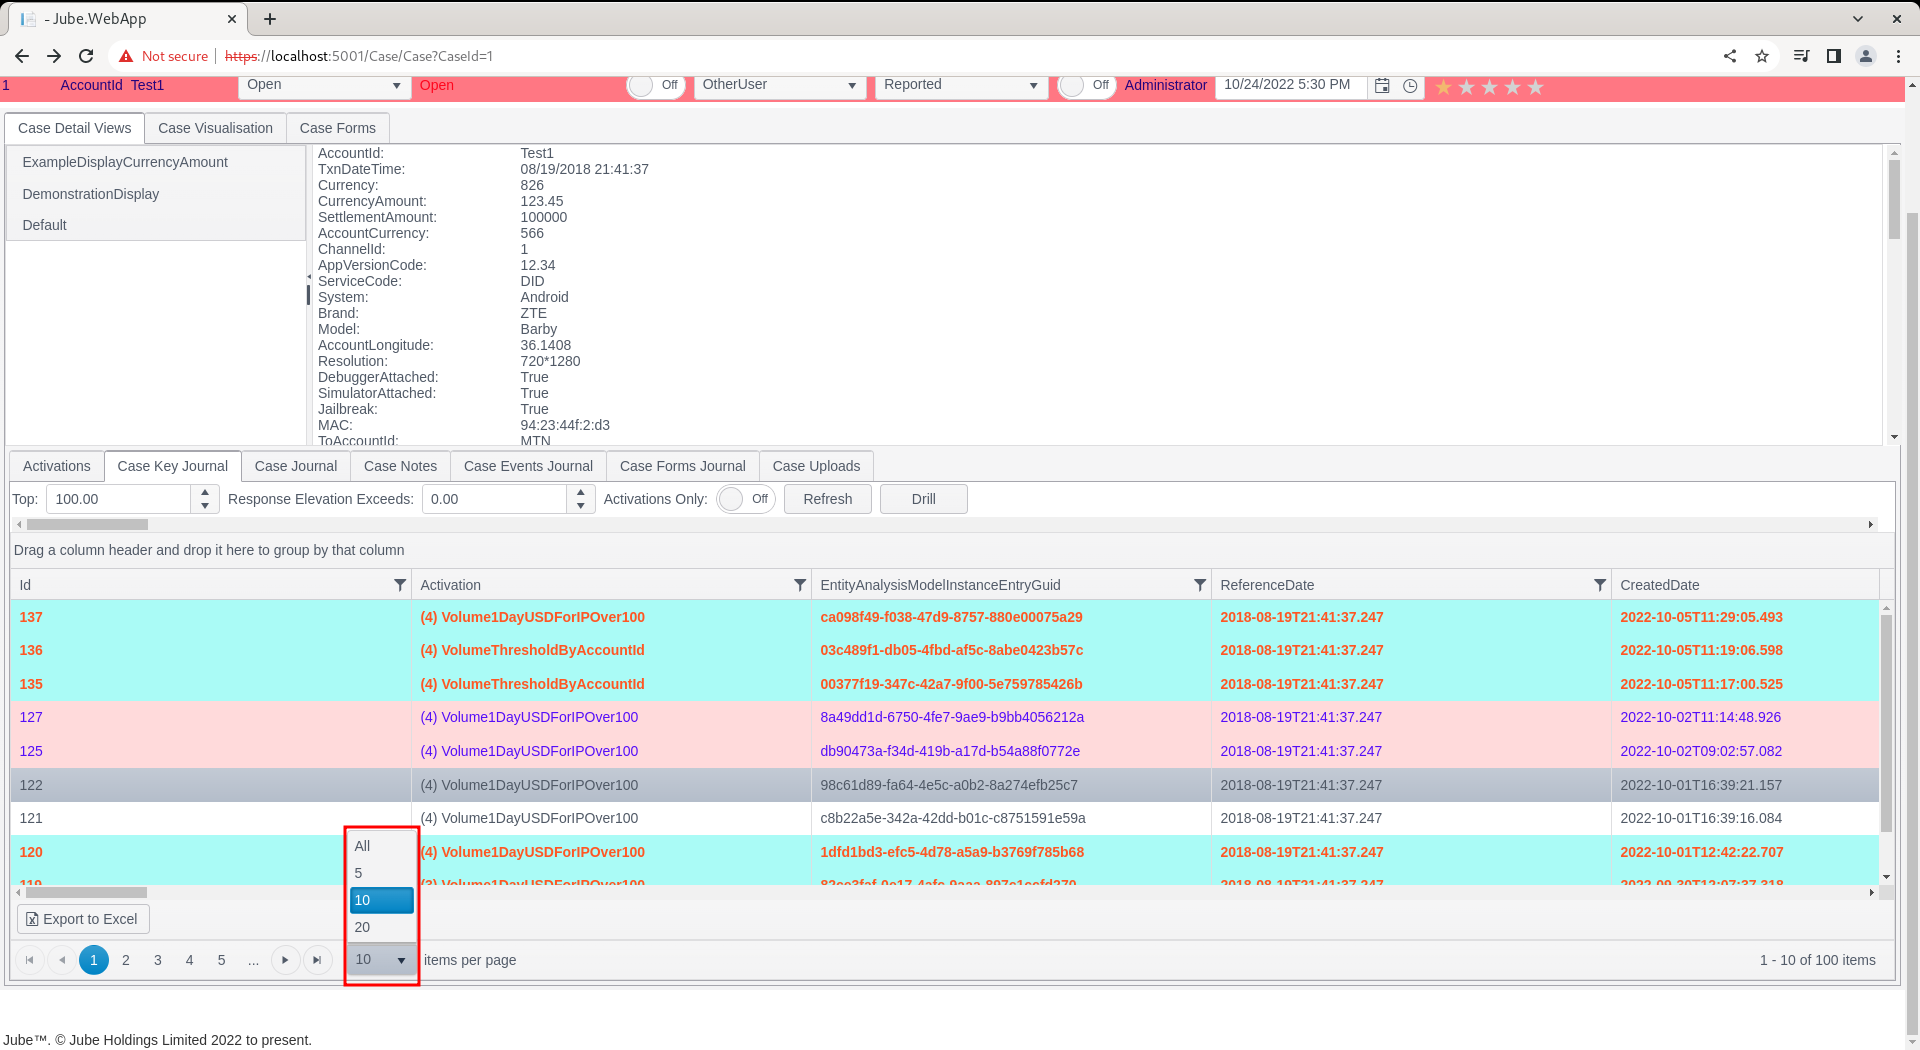 - Jube.WebApp
Not secure https://localhost:5001/Case/Case?CaseId=1
1 AccountId Test1 Open Open Off OtherUser Reported Off Administrator 10/24/2022 5:30 PM
Case Detail Views Case Visualisation Case Forms
ExampleDisplayCurrencyAmount
DemonstrationDisplay
Default
AccountId: Test1
TxnDateTime: 08/19/2018 21:41:37
Currency: 826
CurrencyAmount: 123.45
SettlementAmount: 100000
AccountCurrency: 566
ChannelId: 1
AppVersionCode: 12.34
ServiceCode: DID
System: Android
Brand: ZTE
Model: Barby
AccountLongitude: 36.1408
Resolution: 720*1280
DebuggerAttached: True
SimulatorAttached: True
Jailbreak: True
MAC: 94:23:44f:2:d3
ToAccountId: MTN
Activations Case Key Journal Case Journal Case Notes Case Events Journal Case Forms Journal Case Uploads
Top: 100.00 Response Elevation Exceeds: 0.00 Activations Only: Off Refresh Drill
Drag a column header and drop it here to group by that column
Id Activation EntityAnalysisModelInstanceEntryGuid ReferenceDate CreatedDate
137 (4) Volume1DayUSDForIPOver100 ca098f49-f038-47d9-8757-880e00075a29 2018-08-19T21:41:37.247 2022-10-05T11:29:05.493
136 (4) VolumeThresholdByAccountId 03c489f1-db05-4fbd-af5c-8abe0423b57c 2018-08-19T21:41:37.247 2022-10-05T11:19:06.598
135 (4) VolumeThresholdByAccountId 00377f19-347c-42a7-9f00-5e759785426b 2018-08-19T21:41:37.247 2022-10-05T11:17:00.525
127 (4) Volume1DayUSDForIPOver100 8a49dd1d-6750-4fe7-9ae9-b9bb4056212a 2018-08-19T21:41:37.247 2022-10-02T11:14:48.926
125 (4) Volume1DayUSDForIPOver100 db90473a-f34d-419b-a17d-b54a88f0772e 2018-08-19T21:41:37.247 2022-10-02T09:02:57.082
122 (4) Volume1DayUSDForIPOver100 98c61d89-fa64-4e5c-a0b2-8a274efb25c7 2018-08-19T21:41:37.247 2022-10-01T16:39:21.157
121 (4) Volume1DayUSDForIPOver100 c8b22a5e-342a-42dd-b01c-c8751591e59a 2018-08-19T21:41:37.247 2022-10-01T16:39:16.084
120 (4) Volume1DayUSDForIPOver100 1dfd1bd3-efc5-4d78-a5a9-b3769f785b68 2018-08-19T21:41:37.247 2022-10-01T12:42:22.707
119 (3) Volume1DayUSDForIPOver100 2018-08-19T21:41:37.247
All
5
10
20
Export to Excel
1 2 3 4 5 ... 10 items per page 1 - 10 of 100 items
Jube™. © Jube Holdings Limited 2022 to present.